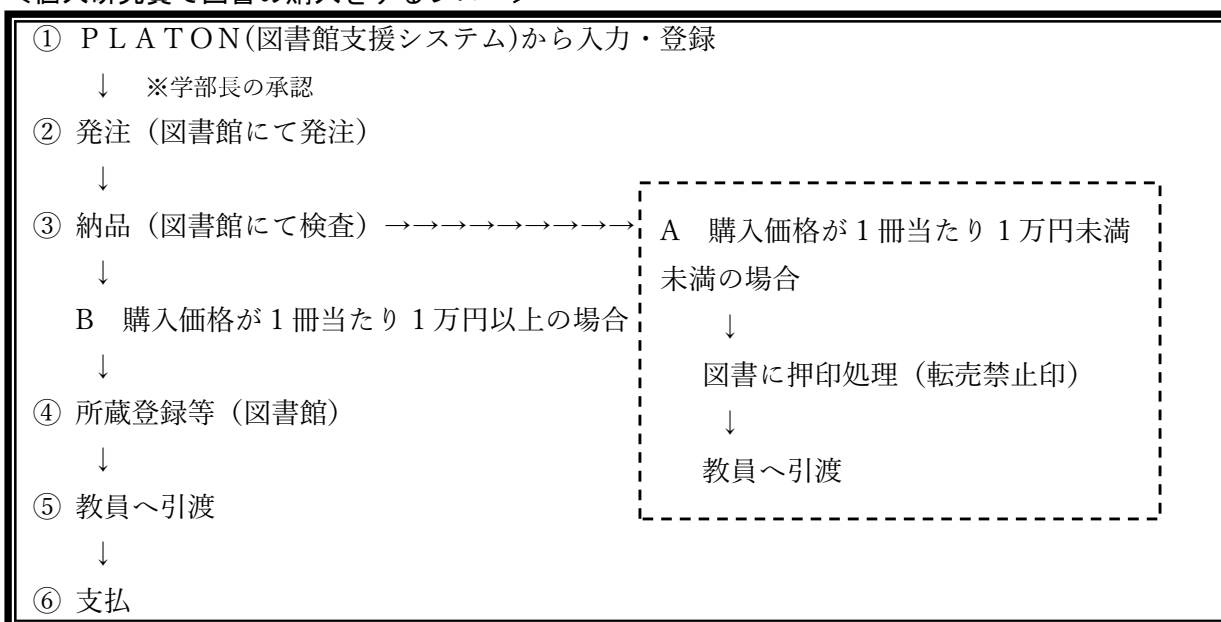 ① ＰＬＡＴＯＮ(図書館支援システム)から入力・登録
↓　※学部長の承認
② 発注（図書館にて発注）
↓
③ 納品（図書館にて検査）→→→→→→→→→
↓
B　購入価格が１冊当たり１万円以上の場合
↓
④ 所蔵登録等（図書館）
↓
⑤ 教員へ引渡
↓
⑥ 支払
A　購入価格が１冊当たり１万円未満
未満の場合
↓
図書に押印処理（転売禁止印）
↓
教員へ引渡